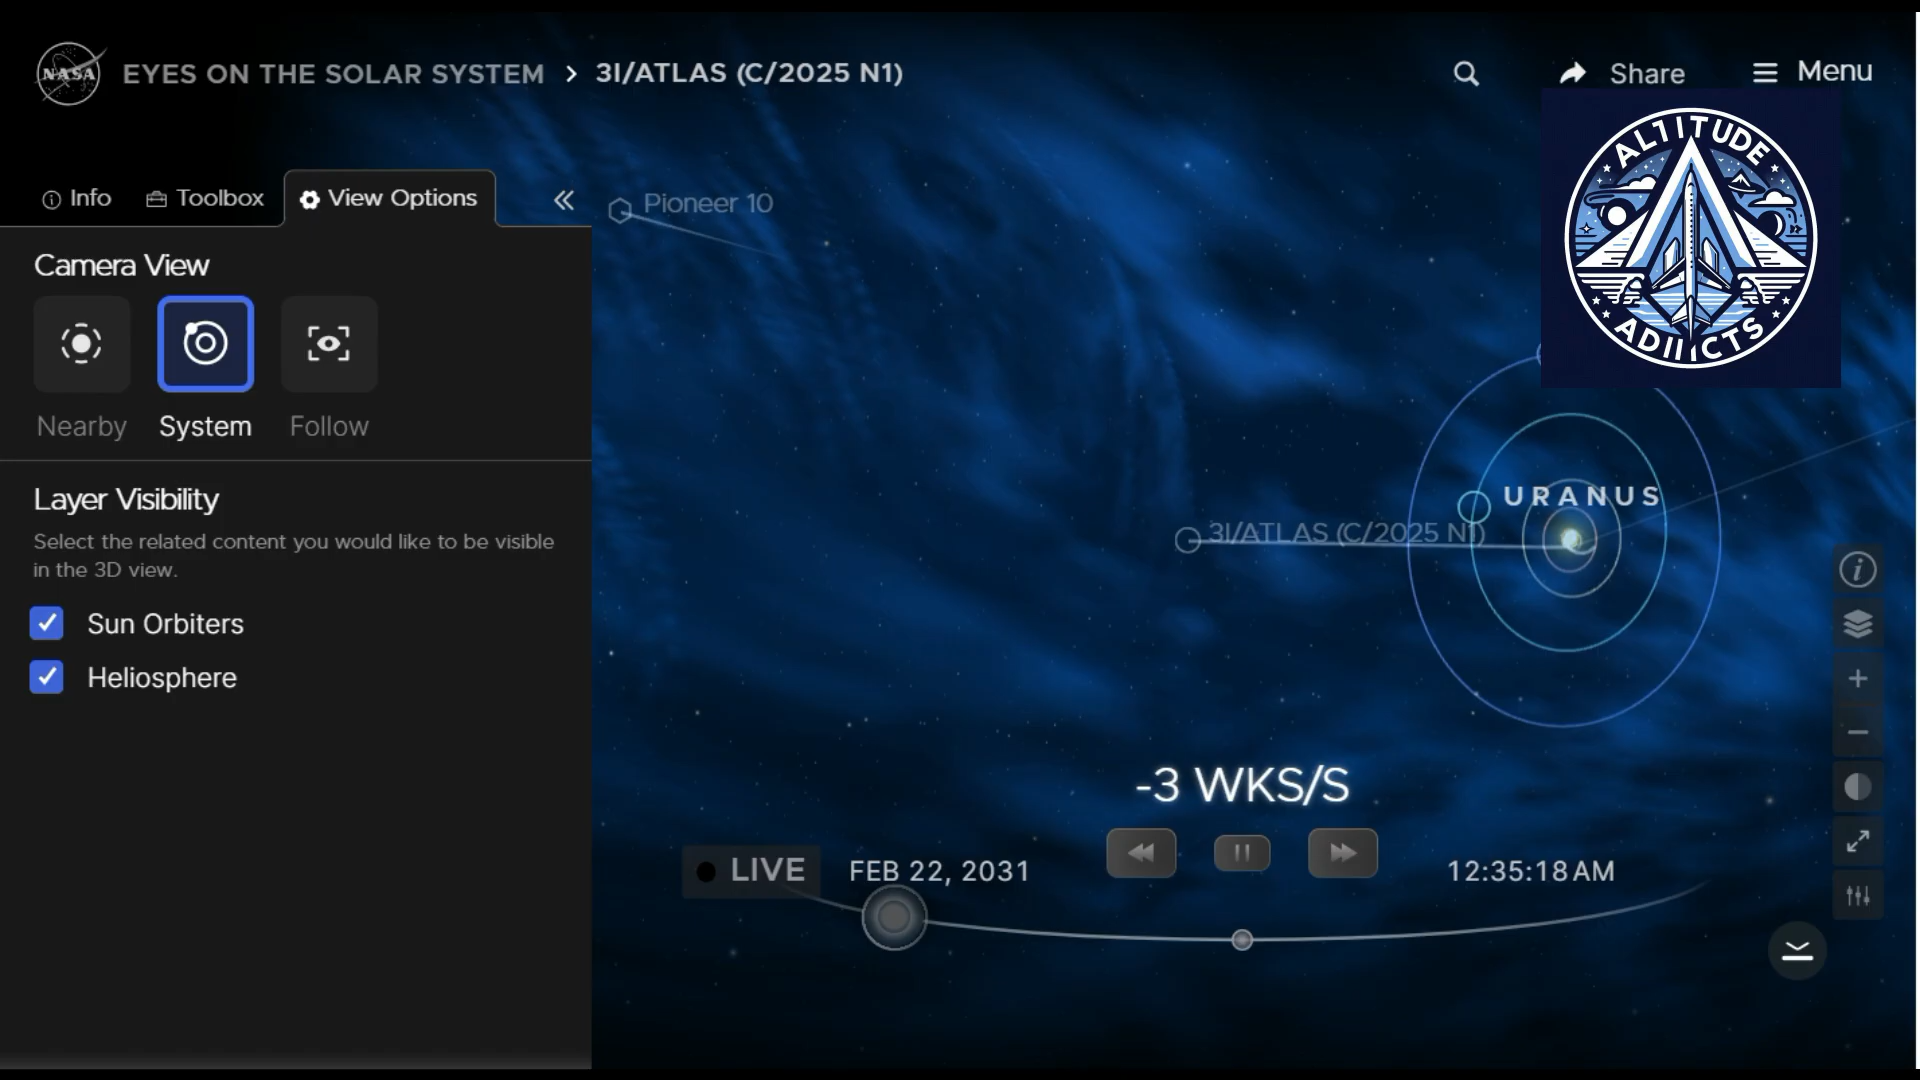 NASA
EYES ON THE SOLAR SYSTEM > 3I/ATLAS (C/2025 N1)
Share
Menu
AL7IITUDE
ADIIICTS
Info
Toolbox
View Options
Pioneer 10
Camera View
Nearby
System
Follow
URANUS
3I/ATLAS (C/2025 N1)
Layer Visibility
Select the related content you would like to be visible
in the 3D view.
Sun Orbiters
Heliosphere
-3 WKS/S
LIVE
FEB 22, 2031
12:35:18 AM